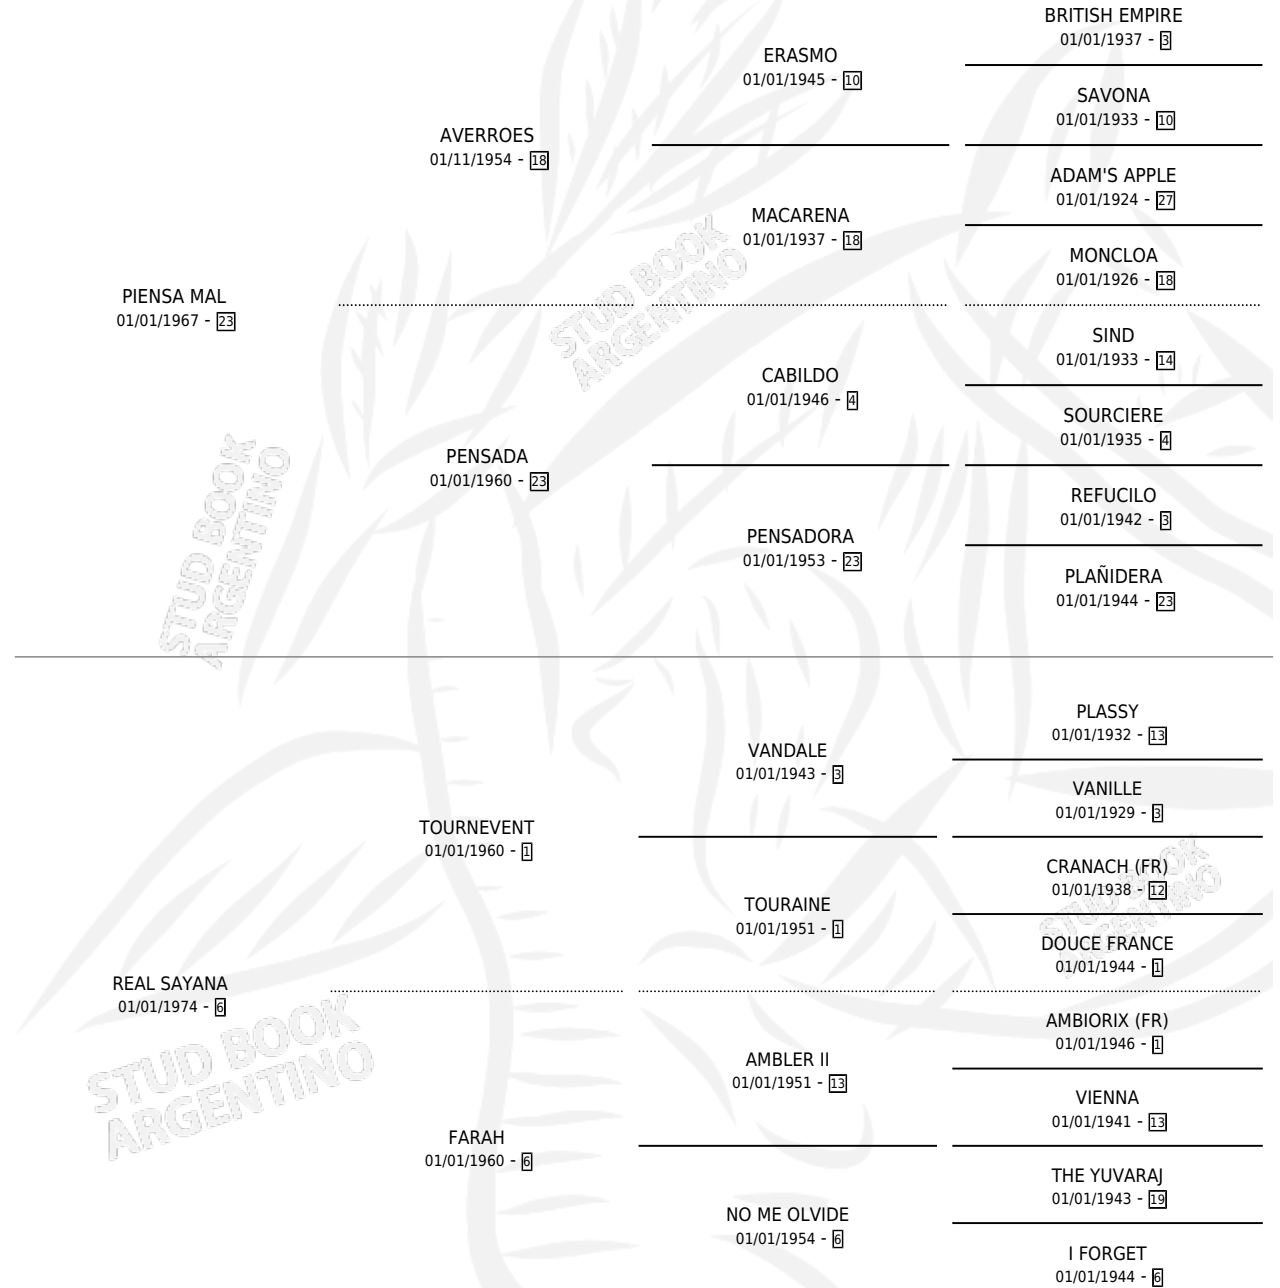 BRITISH EMPIRE
01/01/1937 - 3
ERASMO
01/01/1945 - 10
SAVONA
01/01/1933 - 10
AVERROES
01/11/1954 - 18
ADAM'S APPLE
01/01/1924 - 27
MACARENA
01/01/1937 - 18
MONCLOA
01/01/1926 - 18
PIENSA MAL
01/01/1967 - 23
STUD BOOK
ARGENTINO
SIND
01/01/1933 - 14
CABILDO
01/01/1946 - 4
SOURCIERE
01/01/1935 - 4
PENSADA
01/01/1960 - 23
REFUCILO
01/01/1942 - 3
PENSADORA
01/01/1953 - 23
PLAÑIDERA
01/01/1944 - 23
STUD BOOK
ARGENTINO
PLASSY
01/01/1932 - 13
VANDALE
01/01/1943 - 3
VANILLE
01/01/1929 - 3
TOURNEVENT
01/01/1960 - 1
CRANACH (FR)
01/01/1938 - 12
TOURAINE
01/01/1951 - 1
STUD BOOK
ARGENTINO
DOUCE FRANCE
01/01/1944 - 1
REAL SAYANA
01/01/1974 - 6
AMBIORIX (FR)
01/01/1946 - 1
AMBLER II
01/01/1951 - 13
STUD BOOK
ARGENTINO
VIENNA
01/01/1941 - 13
FARAH
01/01/1960 - 6
THE YUVARAJ
01/01/1943 - 19
NO ME OLVIDE
01/01/1954 - 6
I FORGET
01/01/1944 - 6